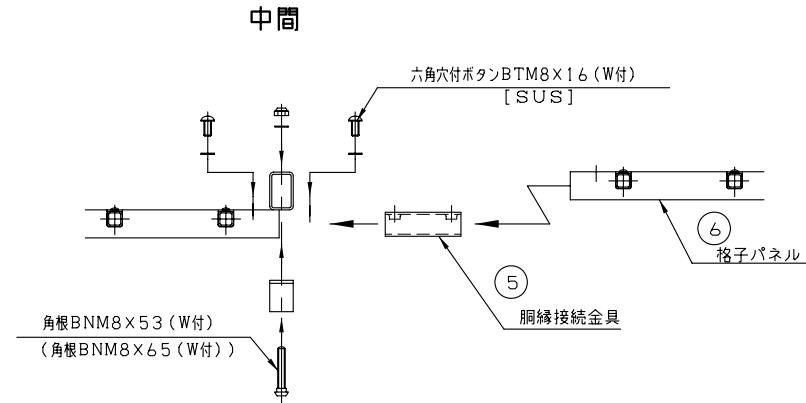 中間
六角穴付ボタンBTM8×16(W付)
[SUS]
6
格子パネル
5
胴縁接続金具
角根BNM8×53(W付)
(角根BNM8×65(W付))